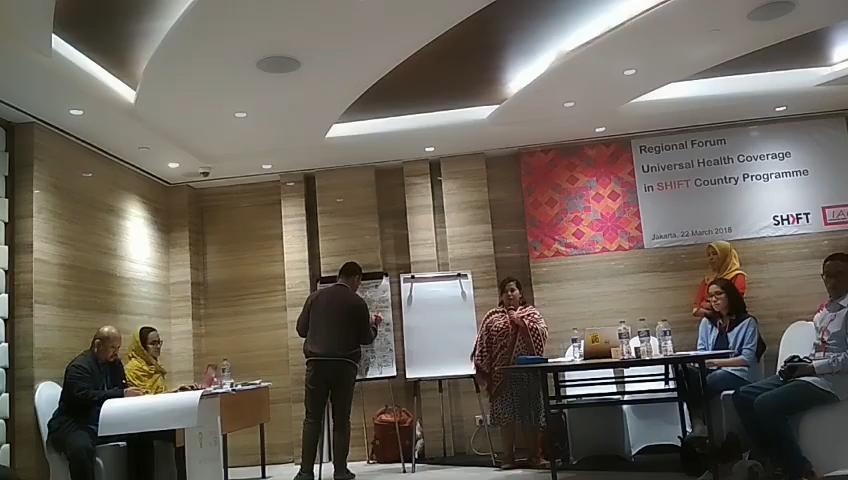 Regional Forum
Universal Health Coverage
in SHIFT Country Programme
SHIFT
Jakarta, 22 March 2018